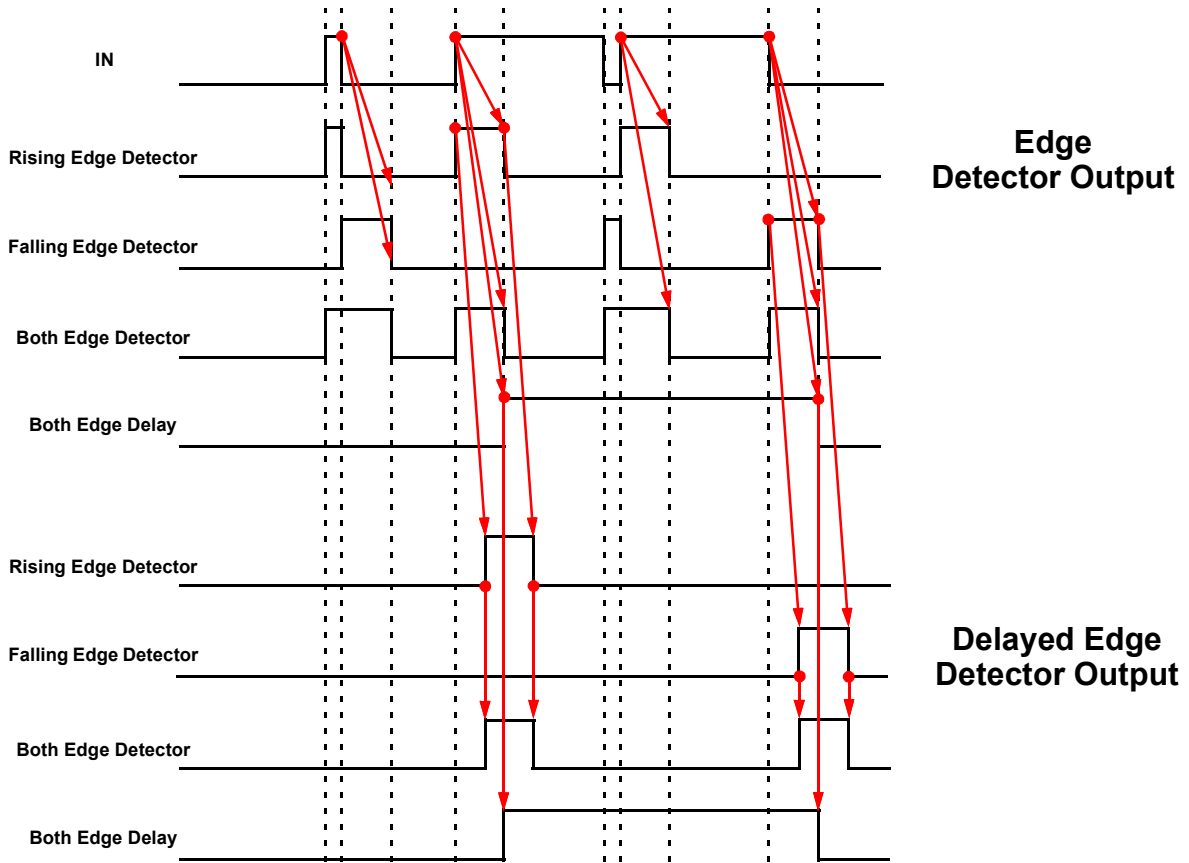 IN
Rising Edge Detector
Edge
Detector Output
Falling Edge Detector
Both Edge Detector
Both Edge Delay
Rising Edge Detector
Falling Edge Detector
Delayed Edge
Detector Output
Both Edge Detector
Both Edge Delay